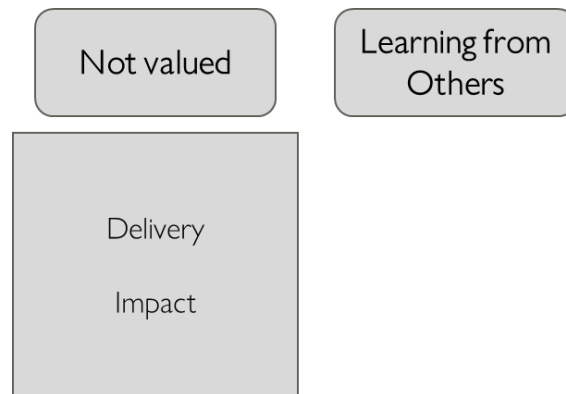 Not valued
Learning from
Others
Delivery
Impact